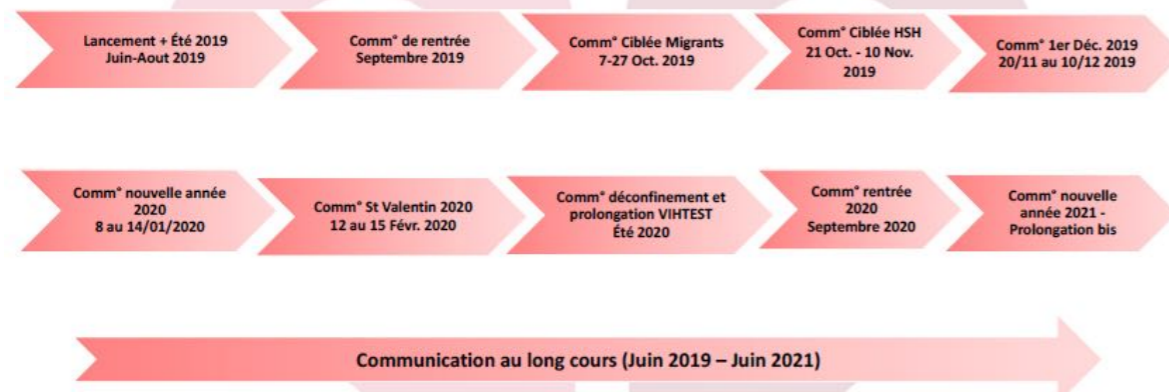 Lancement + Été 2019
Juin-Aout 2019
Comm° de rentrée
Septembre 2019
Comm° Ciblée Migrants
7-27 Oct. 2019
Comm° Ciblée HSH
21 Oct. - 10 Nov.
2019
Comm° 1er Déc. 2019
20/11 au 10/12 2019
Comm° nouvelle année
2020
8 au 14/01/2020
Comm° St Valentin 2020
12 au 15 Févr. 2020
Comm° déconfinement et
prolongation VIHTEST
Été 2020
Comm° rentrée
2020
Septembre 2020
Comm° nouvelle
année 2021 -
Prolongation bis
Communication au long cours (Juin 2019 – Juin 2021)